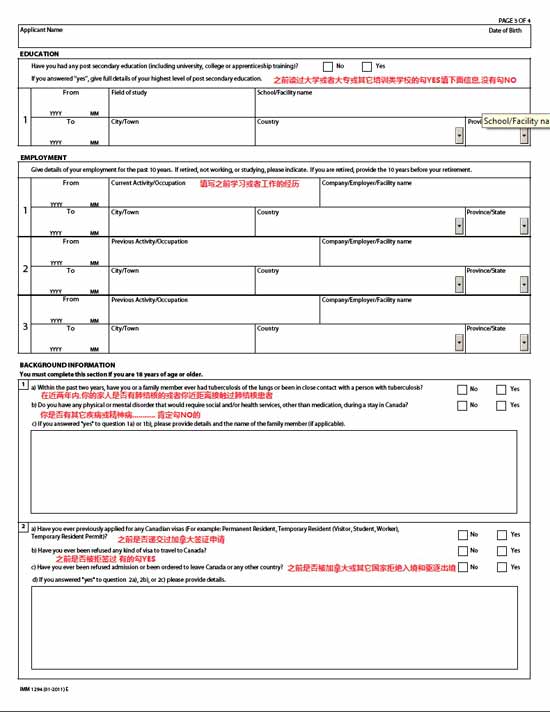 PAGE 3 OF 4
Applicant Name Date of Birth
EDUCATION
Have you had any post secondary education (including university, college or apprenticeship training)? No Yes
If you answered "yes", give full details of your highest level of post secondary education. 之前读过大学或者大专或其它培训类学校的勾YES填下面信息,没有勾NO
From Field of study School/Facility name
YYYY MM
1
To City/Town Country Provi School/Facility na
YYYY MM
EMPLOYMENT
Give details of your employment for the past 10 years. If retired, not working, or studying, please indicate. If you are retired, provide the 10 years before your retirement.
From Current Activity/Occupation 填写之前学习或者工作的经历 Company/Employer/Facility name
YYYY MM
1
To City/Town Country Province/State
YYYY MM
From Previous Activity/Occupation Company/Employer/Facility name
YYYY MM
2
To City/Town Country Province/State
YYYY MM
From Previous Activity/Occupation Company/Employer/Facility name
YYYY MM
3
To City/Town Country Province/State
YYYY MM
BACKGROUND INFORMATION
You must complete this section if you are 18 years of age or older.
1 a) Within the past two years, have you or a family member ever had tuberculosis of the lungs or been in close contact with a person with tuberculosis? No Yes
在近两年内,你的家人是否有肺结核的或者你近距离接触过肺结核患者
b) Do you have any physical or mental disorder that would require social and/or health services, other than medication, during a stay in Canada? No Yes
你是否有其它疾病或精神病............ 肯定勾NO的
c) If you answered "yes" to question 1a) or 1b), please provide details and the name of the family member (if applicable).
2 a) Have you ever previously applied for any Canadian visas (For example: Permanent Resident, Temporary Resident (Visitor, Student, Worker),
Temporary Resident Permit)? 之前是否递交过加拿大签证申请 No Yes
b) Have you ever been refused any kind of visa to travel to Canada? No Yes
之前是否被拒签过 有的勾YES
c) Have you ever been refused admission or been ordered to leave Canada or any other country? 之前是否被加拿大或其它国家拒绝入境和驱逐出境 No Yes
d) If you answered "yes" to question 2a), 2b), or 2c) please provide details.
IMM 1294 (01-2011) E